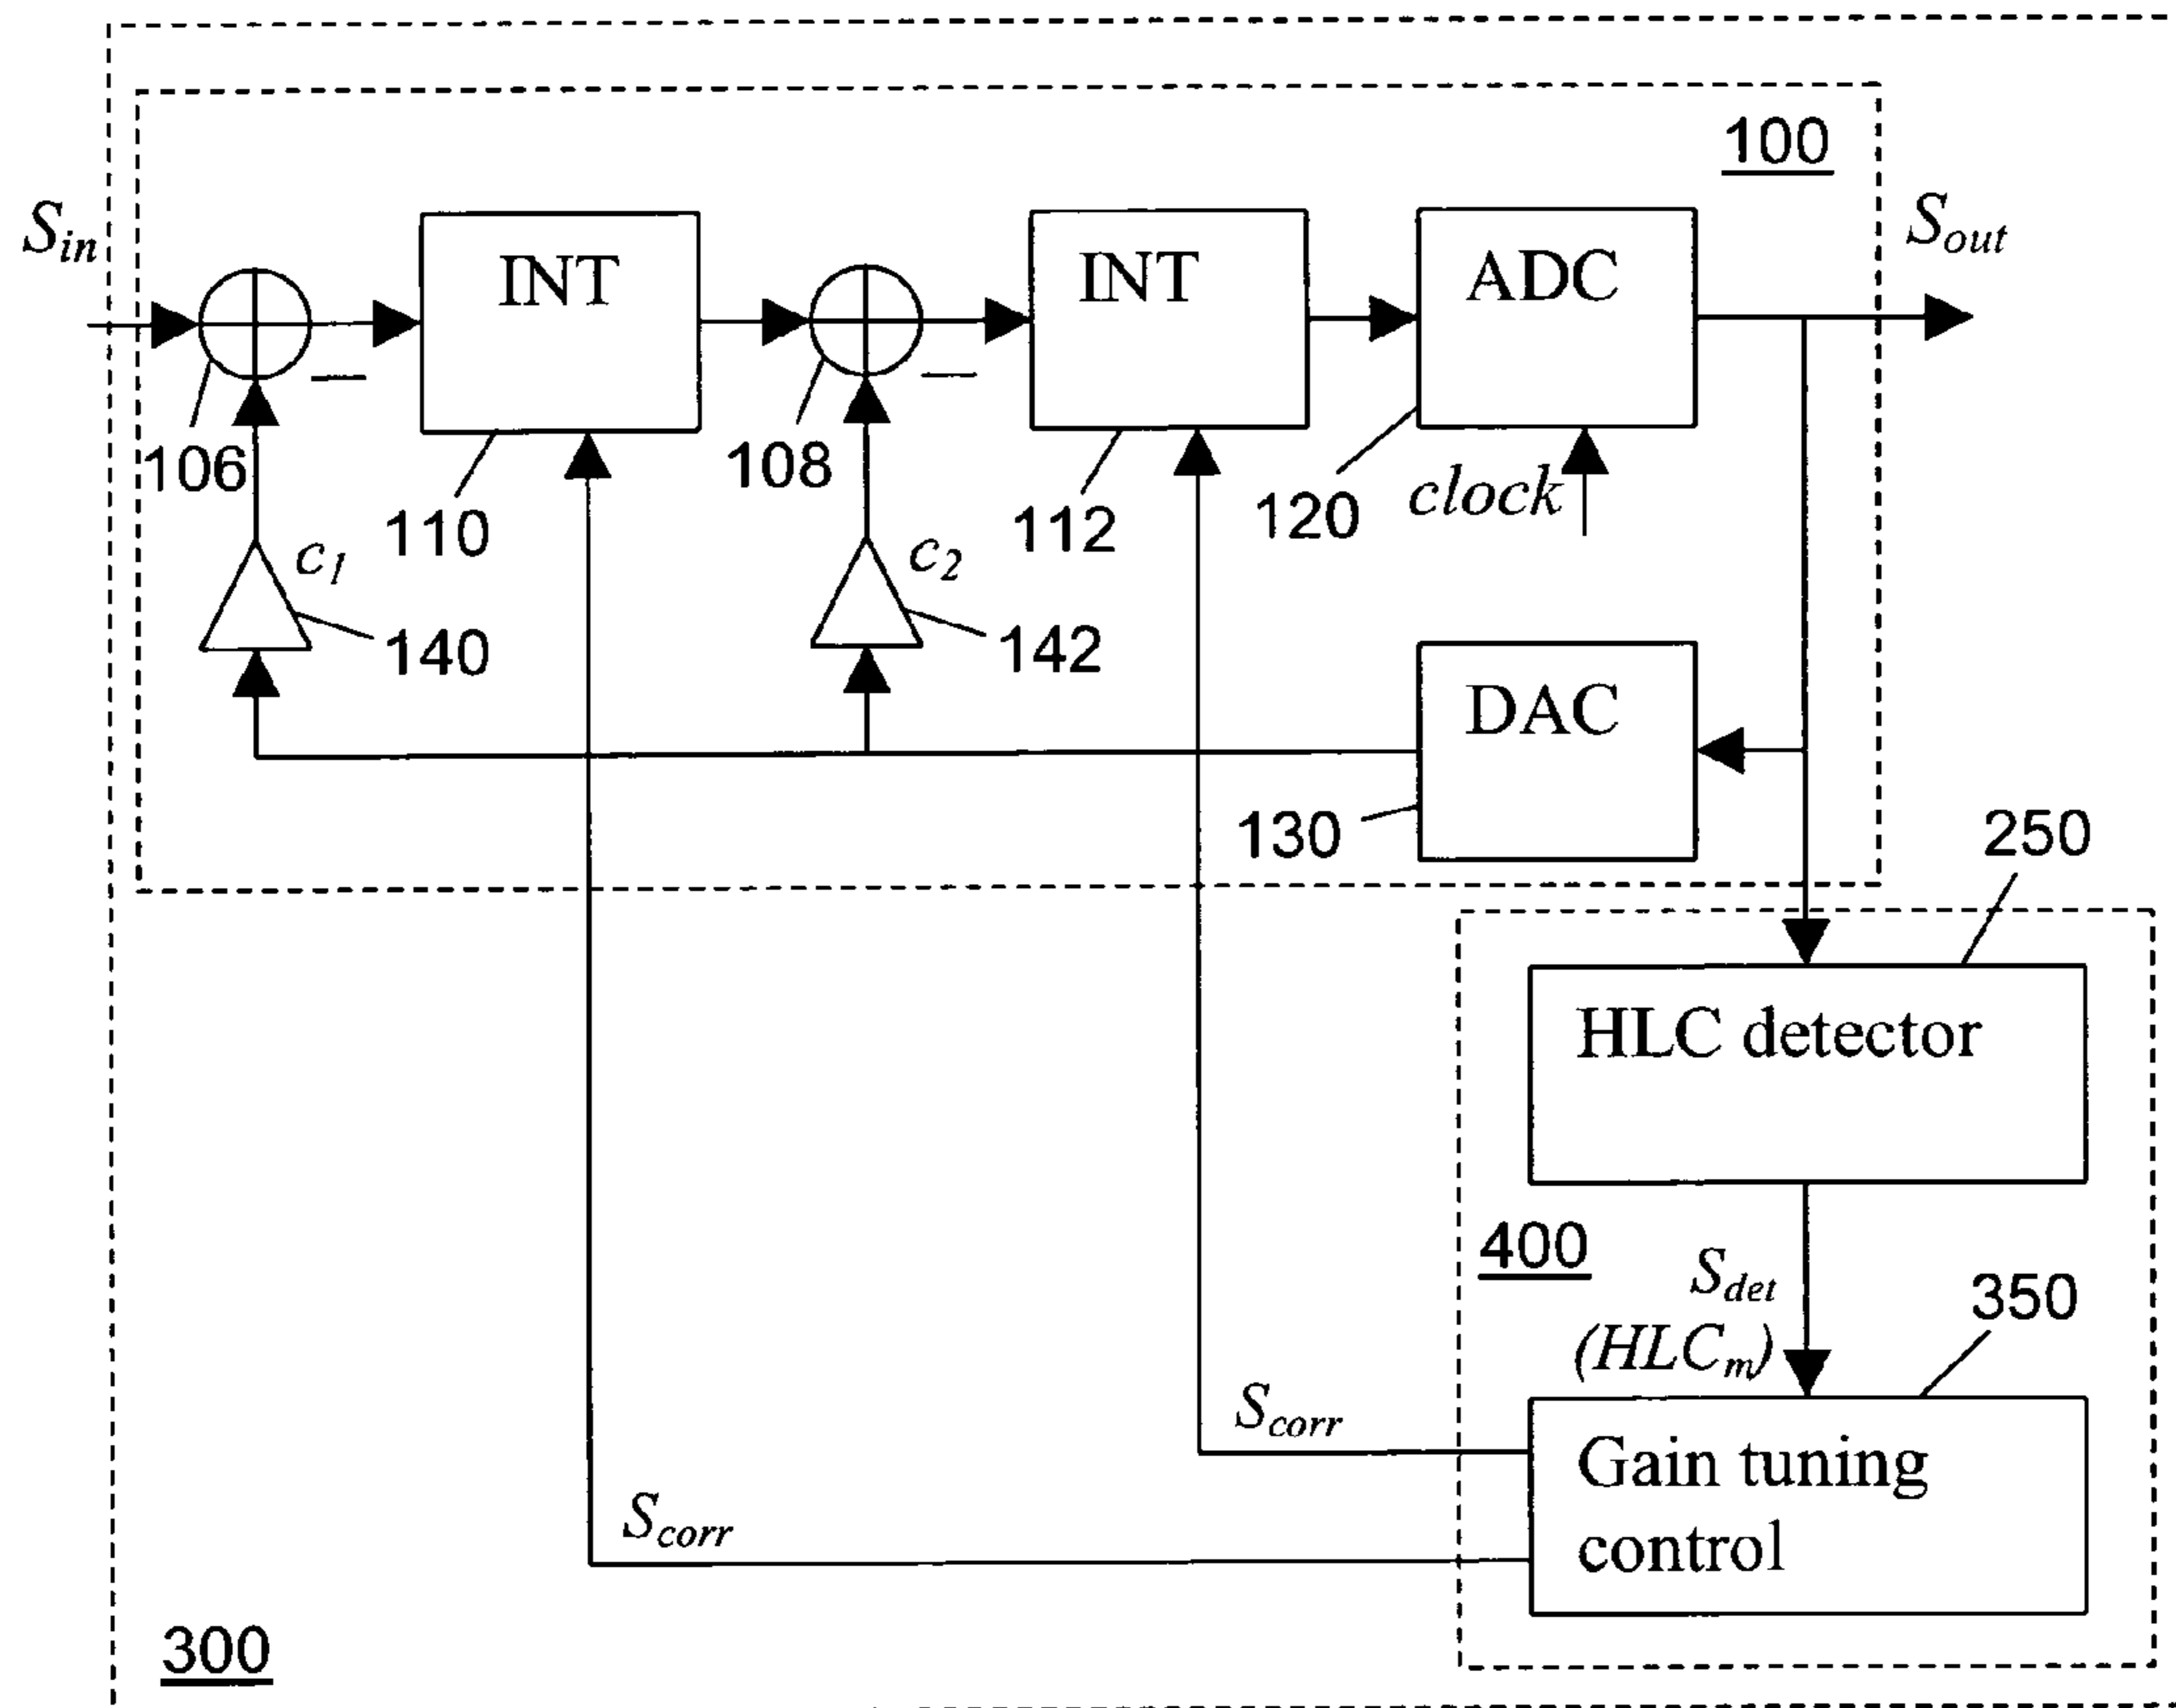 100
S_in
INT
INT
ADC
S_out
106
110
108
112
120
clock
c_1
140
c_2
142
DAC
130
250
HLC detector
400
S_det
(HLC_m)
350
S_corr
Gain tuning
control
S_corr
300